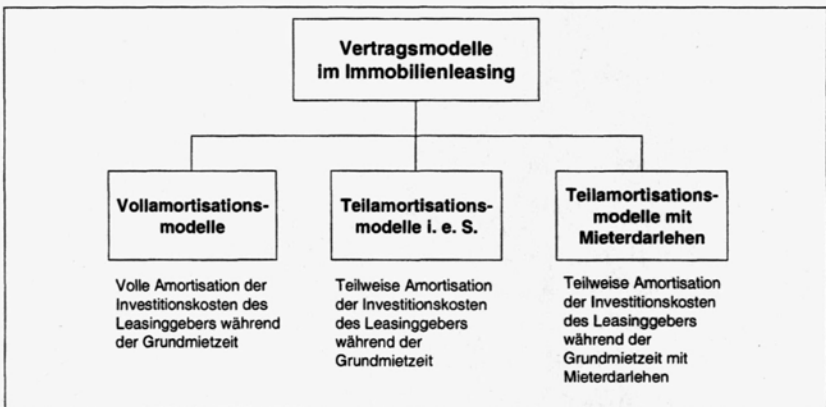 Vertragsmodelle
im Immobilienleasing
Vollamortisations-
modelle
Teilamortisations-
modelle i. e. S.
Teilamortisations-
modelle mit
Mieterdarlehen
Volle Amortisation der
Investitionskosten des
Leasinggebers während
der Grundmietzeit
Teilweise Amortisation
der Investitionskosten
des Leasinggebers
während der
Grundmietzeit
Teilweise Amortisation
der Investitionskosten
des Leasinggebers
während der
Grundmietzeit mit
Mieterdarlehen